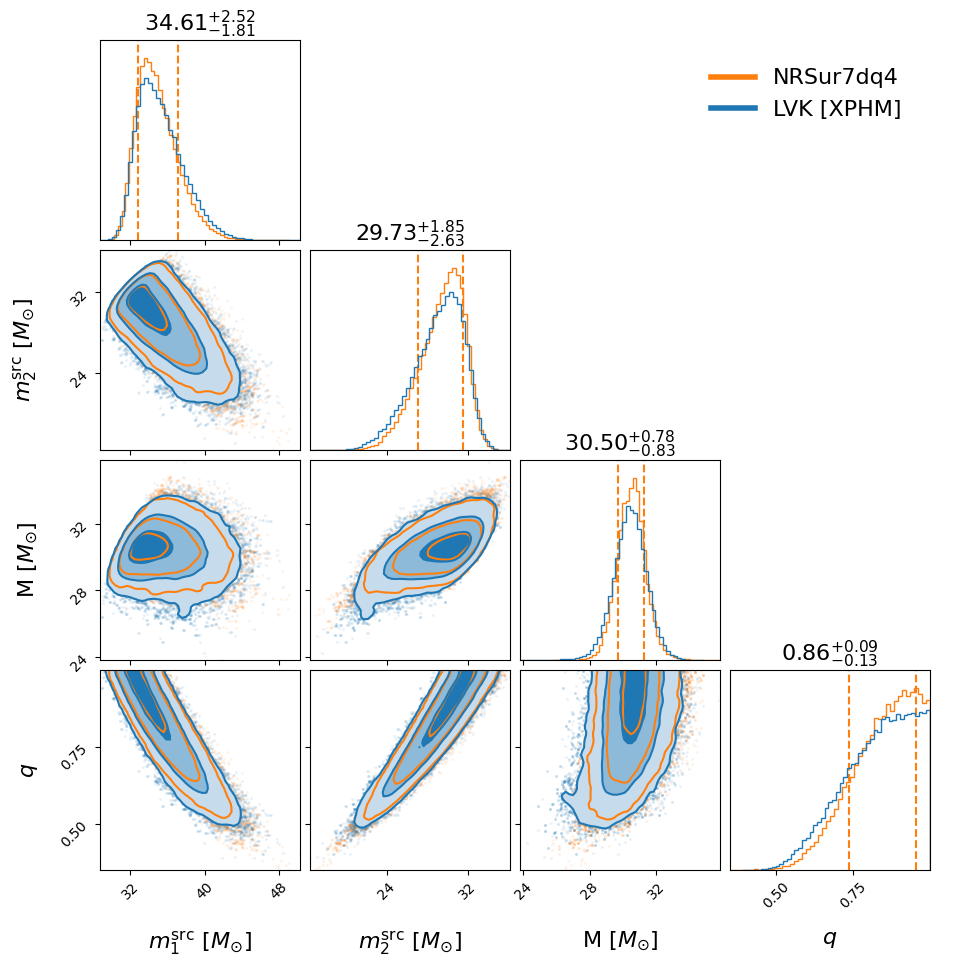 34.61+2.52−1.81
NRSur7dq4
LVK [XPHM]
29.73+1.85−2.63
32
24
m2src [M⊙]
30.50+0.78−0.83
32
28
24
M [M⊙]
0.86+0.09−0.13
0.75
0.50
q
32 40 48
24 32
24 28 32
0.50 0.75
m1src [M⊙]
m2src [M⊙]
M [M⊙]
q